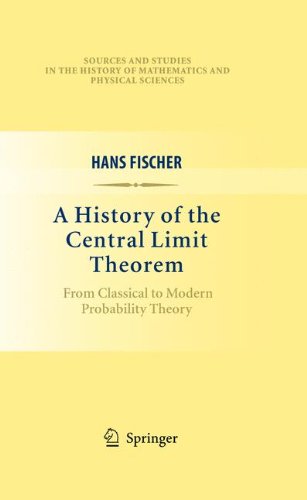 SOURCES AND STUDIES
IN THE HISTORY OF MATHEMATICS AND
PHYSICAL SCIENCES
HANS FISCHER
A History of the
Central Limit
Theorem
From Classical to Modern
Probability Theory
Springer